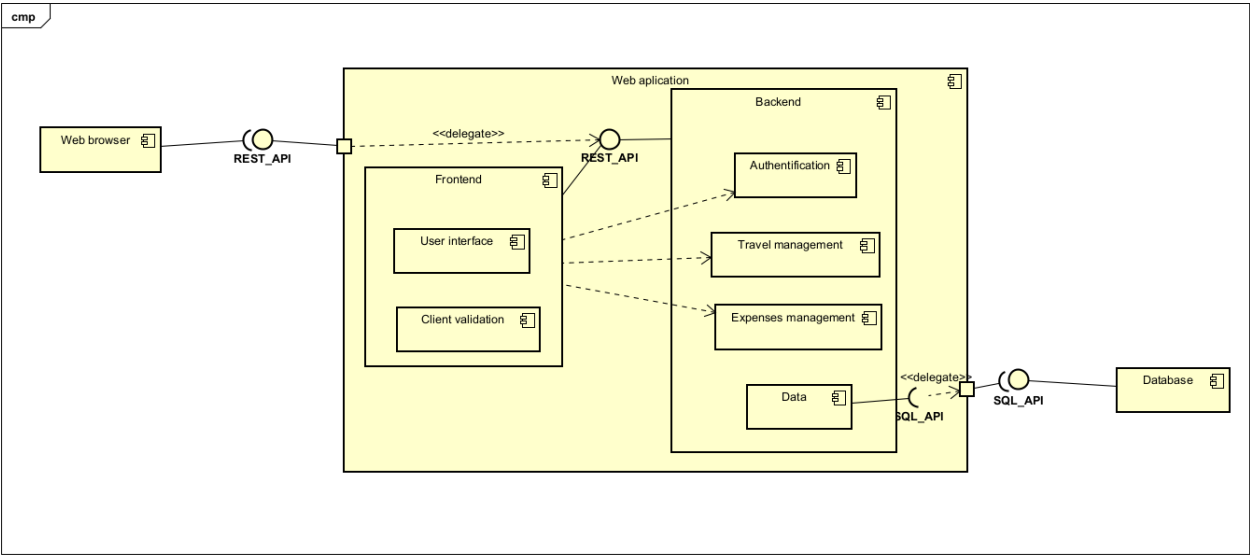 cmp
Web aplication
Backend
Web browser
<<delegate>>
REST_API
REST_API
Authentification
Frontend
User interface
Travel management
Client validation
Expenses management
<<delegate>>
Data
SQL_API
SQL_API
Database